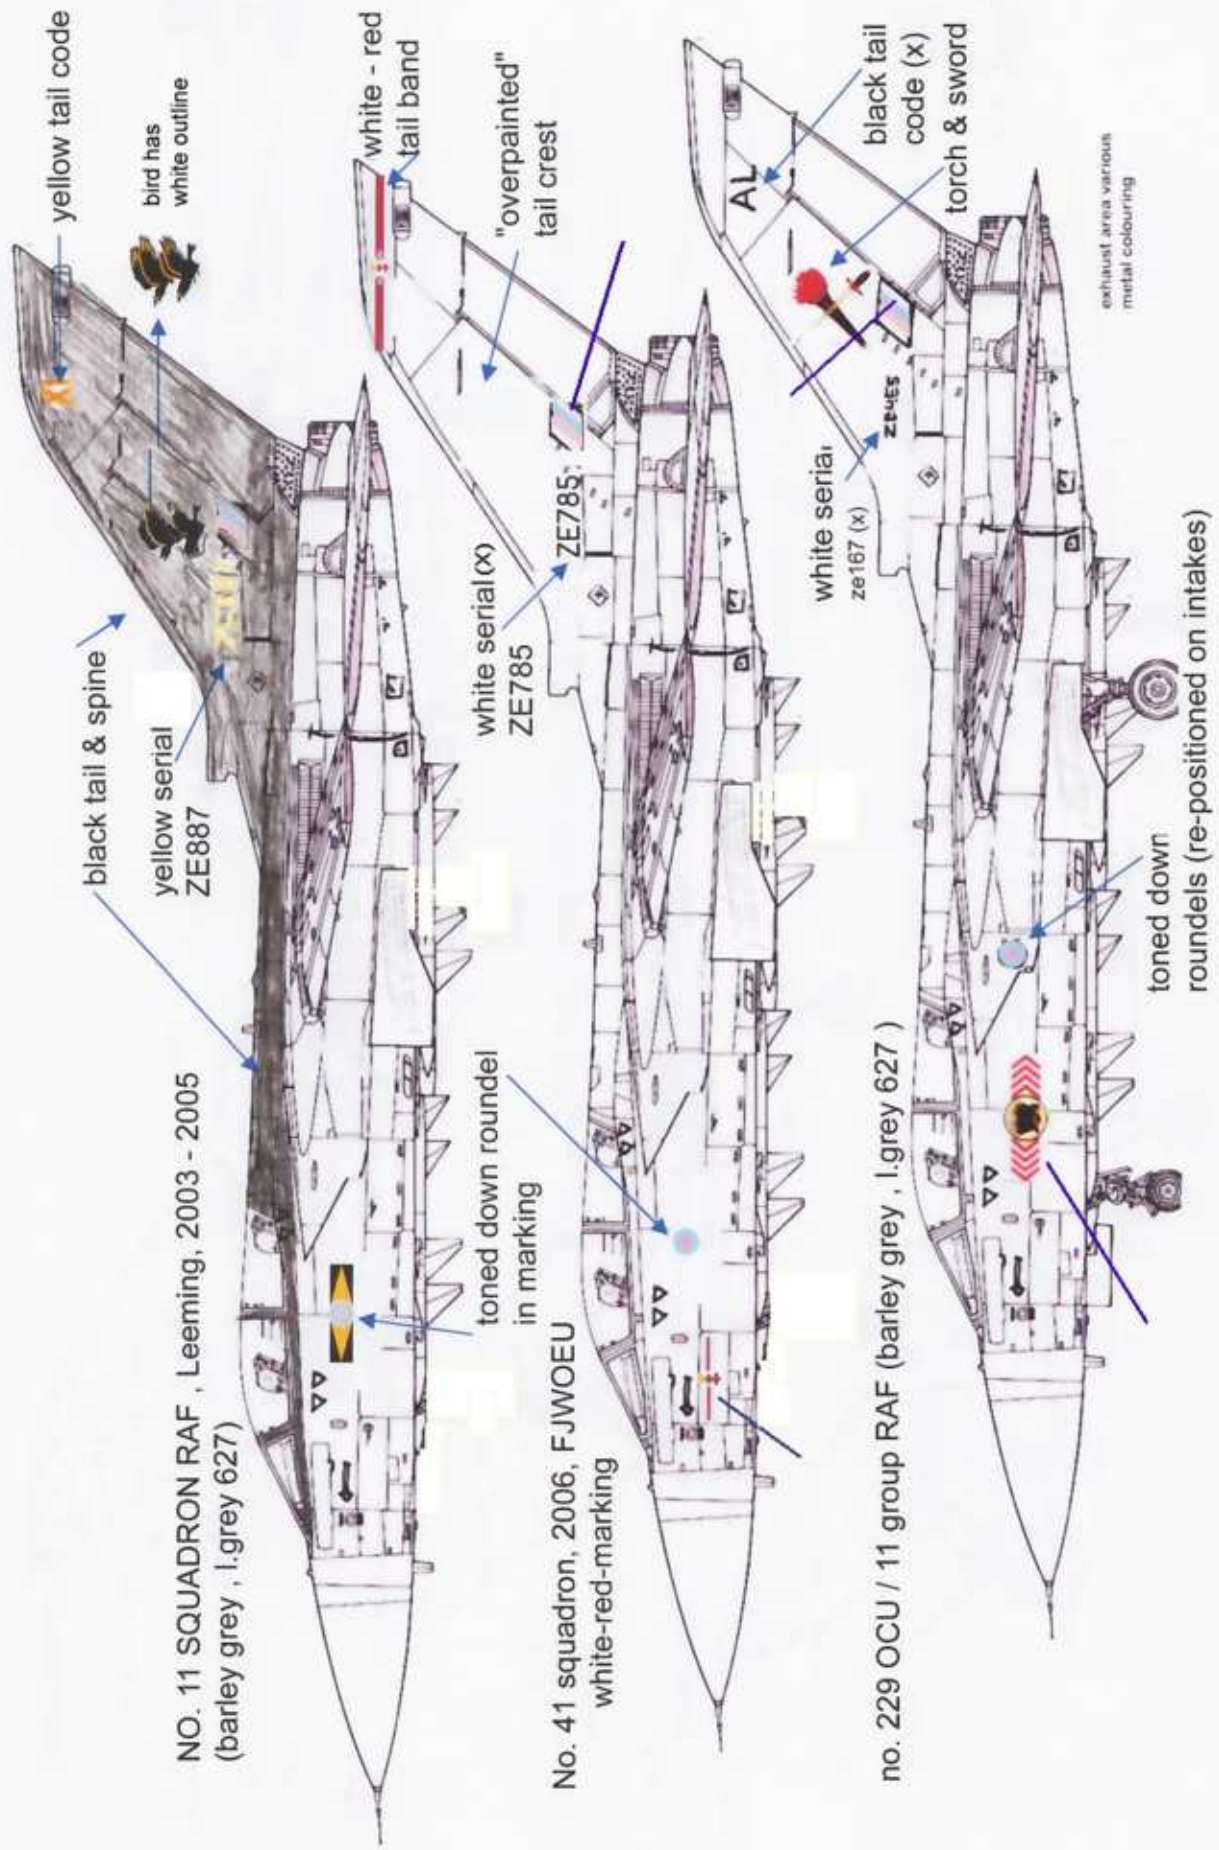 yellow tail code
bird has
white outline
black tail & spine
yellow serial
ZE887
NO. 11 SQUADRON RAF , Leeming, 2003 - 2005
(barley grey , l.grey 627)
toned down roundel
in marking
white - red
tail band
"overpainted"
tail crest
white serial(x)
ZE785
ZE785
No. 41 squadron, 2006, FJWOEU
white-red-marking
black tail
code (x)
torch & sword
AL
white serial
ze167 (x)
exhaust area various
metal colouring
no. 229 OCU / 11 group RAF (barley grey , l.grey 627 )
toned down
roundels (re-positioned on intakes)